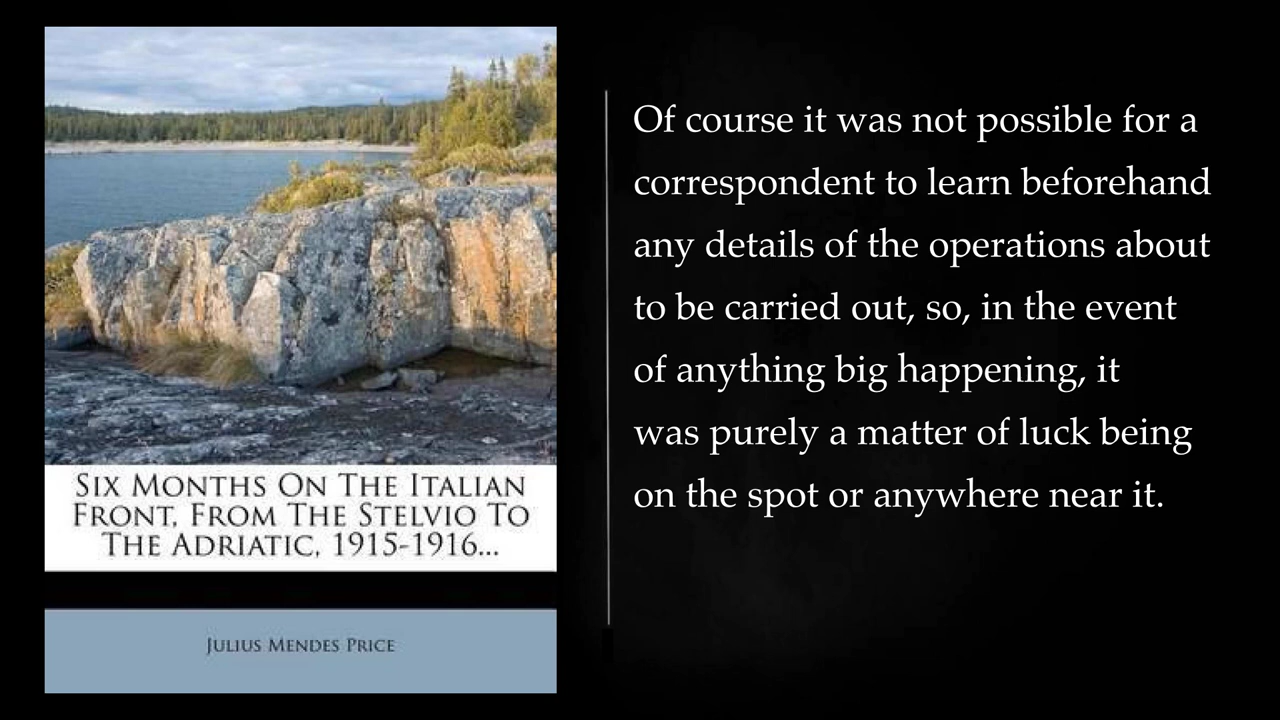 Six Months On The Italian
Front, From The Stelvio To
The Adriatic, 1915-1916...
Julius Mendes Price
Of course it was not possible for a
correspondent to learn beforehand
any details of the operations about
to be carried out, so, in the event
of anything big happening, it
was purely a matter of luck being
on the spot or anywhere near it.